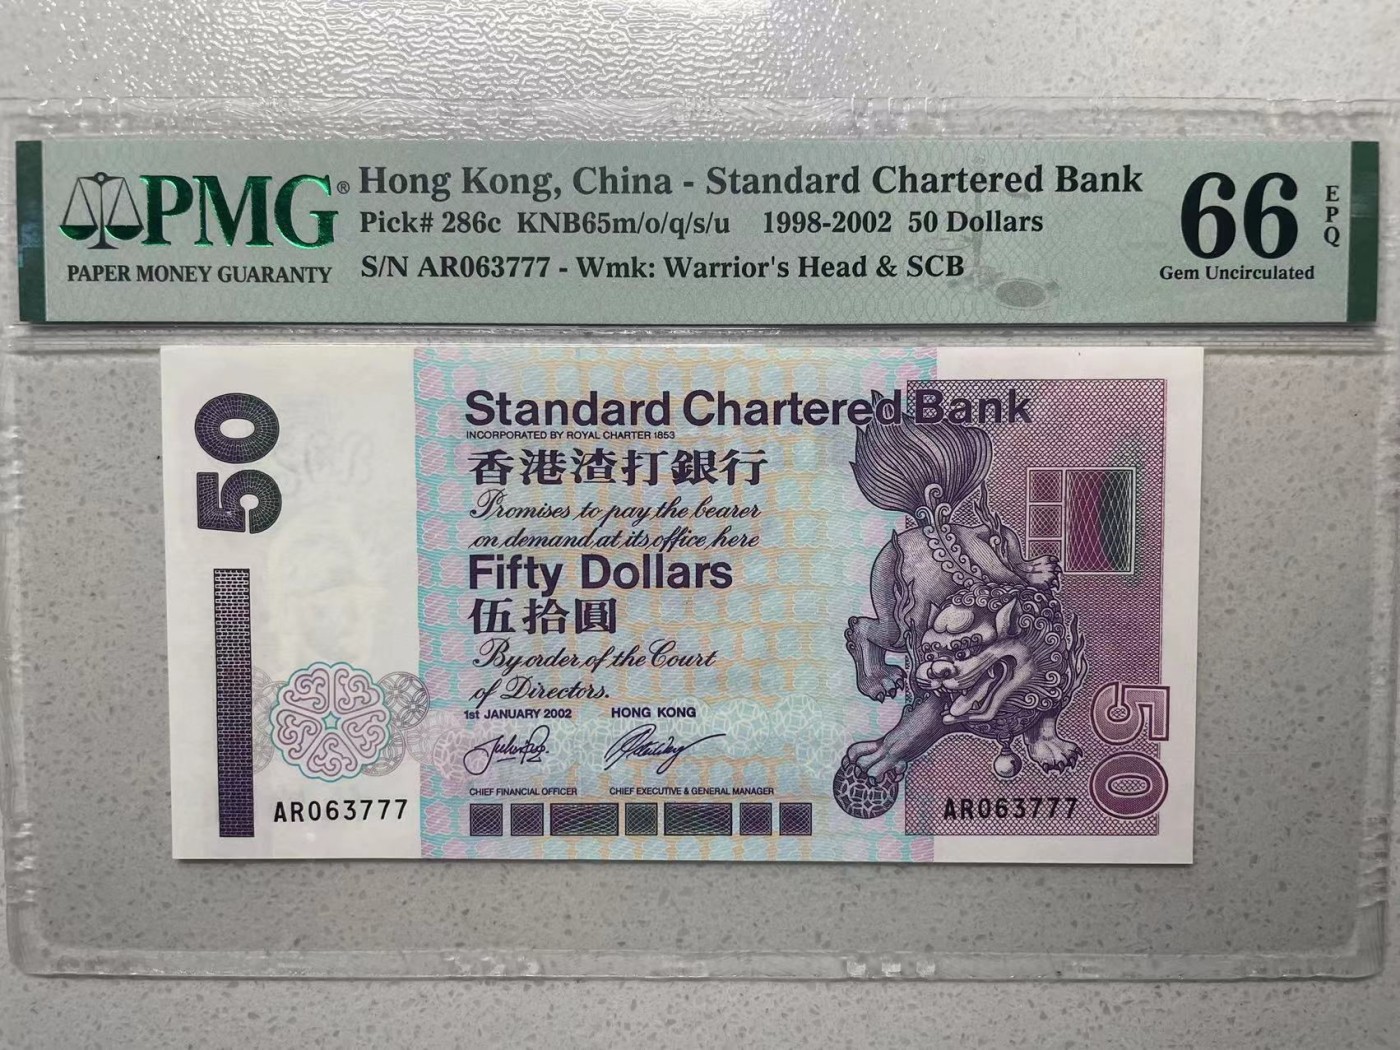 PMG®
PAPER MONEY GUARANTY
Hong Kong, China - Standard Chartered Bank
Pick# 286c KNB65m/o/q/s/u 1998-2002 50 Dollars
S/N AR063777 - Wmk: Warrior's Head & SCB
66
EPQ
Gem Uncirculated
50
Standard Chartered Bank
INCORPORATED BY ROYAL CHARTER 1853
香港渣打銀行
Promises to pay the bearer
on demand at its office here
Fifty Dollars
伍拾圓
By order of the Court
of Directors.
1st JANUARY 2002 HONG KONG
CHIEF FINANCIAL OFFICER CHIEF EXECUTIVE & GENERAL MANAGER
AR063777
AR063777
50